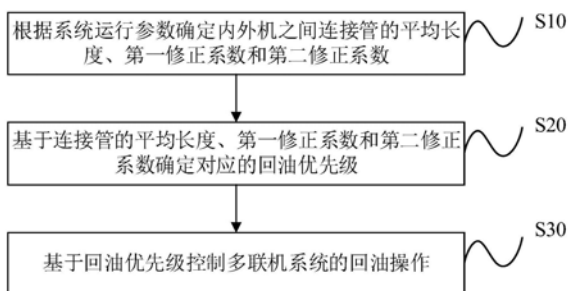 根据系统运行参数确定内外机之间连接管的平均长
度、第一修正系数和第二修正系数
S10
基于连接管的平均长度、第一修正系数和第二修正
系数确定对应的回油优先级
S20
基于回油优先级控制多联机系统的回油操作
S30